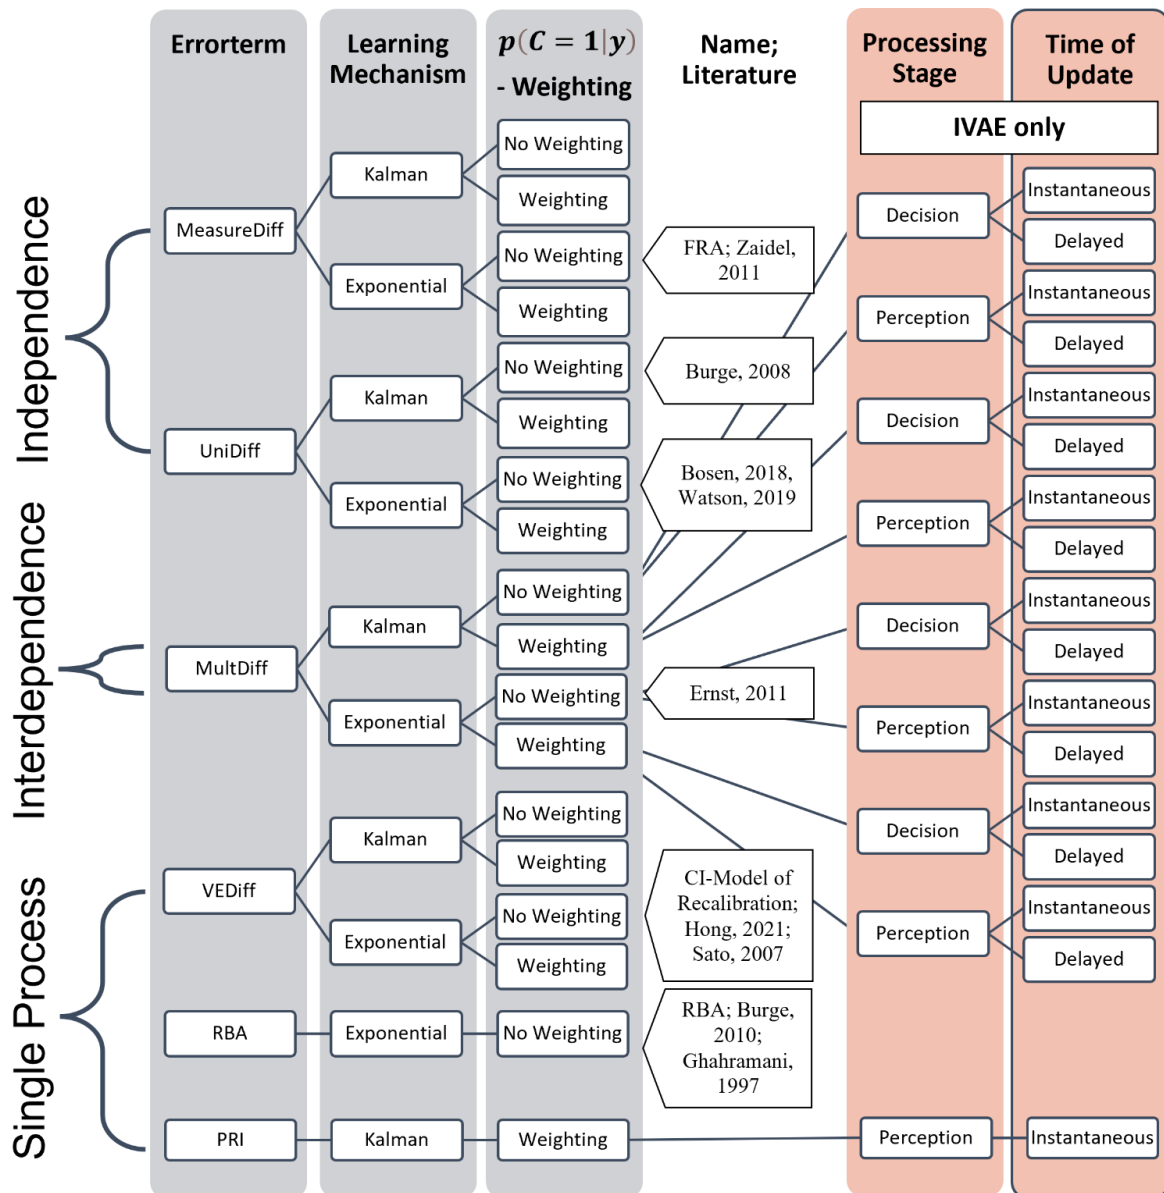 Errorterm
Learning
Mechanism
p(C = 1|y)
- Weighting
Name;
Literature
Processing
Stage
Time of
Update
IVAE only
Independence
Interdependence
Single Process
MeasureDiff
UniDiff
MultDiff
VEDiff
RBA
PRI
Kalman
Exponential
Kalman
Exponential
Kalman
Exponential
Kalman
Exponential
Exponential
Kalman
No Weighting
Weighting
No Weighting
Weighting
No Weighting
Weighting
No Weighting
Weighting
No Weighting
Weighting
No Weighting
Weighting
No Weighting
Weighting
No Weighting
Weighting
No Weighting
Weighting
FRA; Zaidel,
2011
Burge, 2008
Bosen, 2018,
Watson, 2019
Ernst, 2011
CI-Model of
Recalibration;
Hong, 2021;
Sato, 2007
RBA; Burge,
2010;
Ghahramani,
1997
Decision
Perception
Decision
Perception
Decision
Perception
Decision
Perception
Perception
Instantaneous
Delayed
Instantaneous
Delayed
Instantaneous
Delayed
Instantaneous
Delayed
Instantaneous
Delayed
Instantaneous
Delayed
Instantaneous
Delayed
Instantaneous
Delayed
Instantaneous